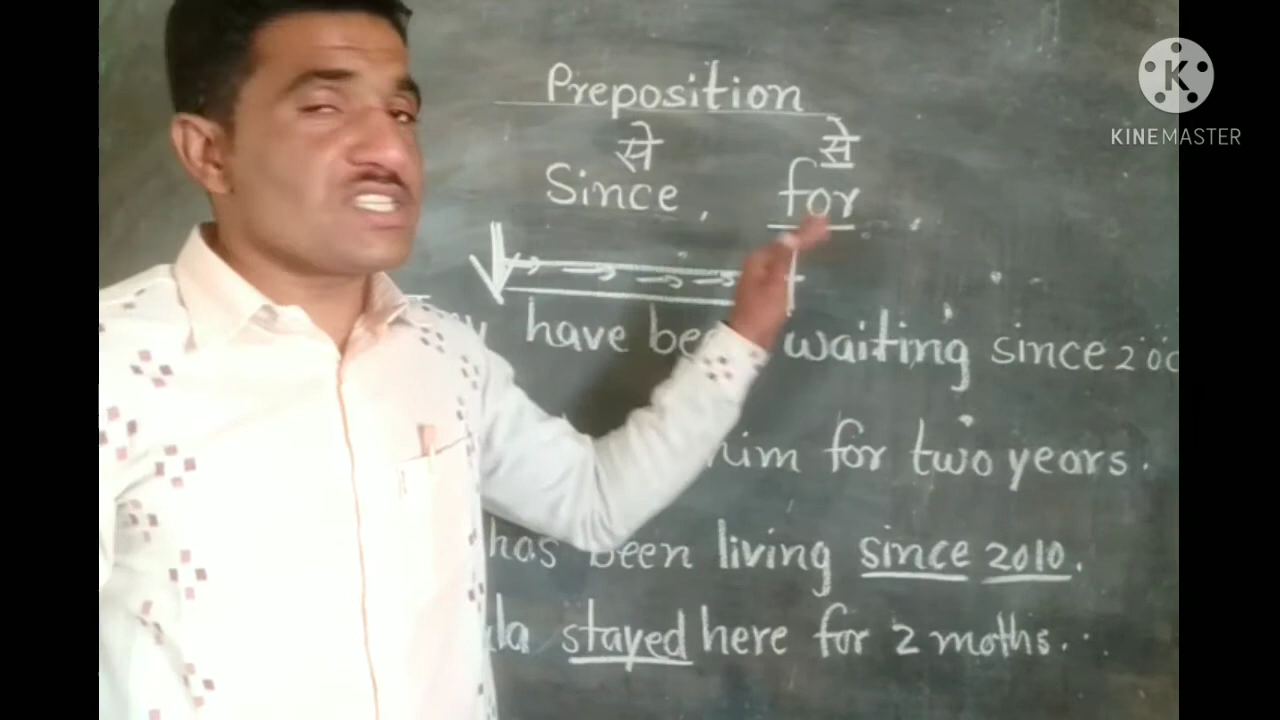 Preposition
से से
Since, for
have waiting since
him for two years.
has been living since 2010.
stayed here for 2 moths.
KINEMASTER